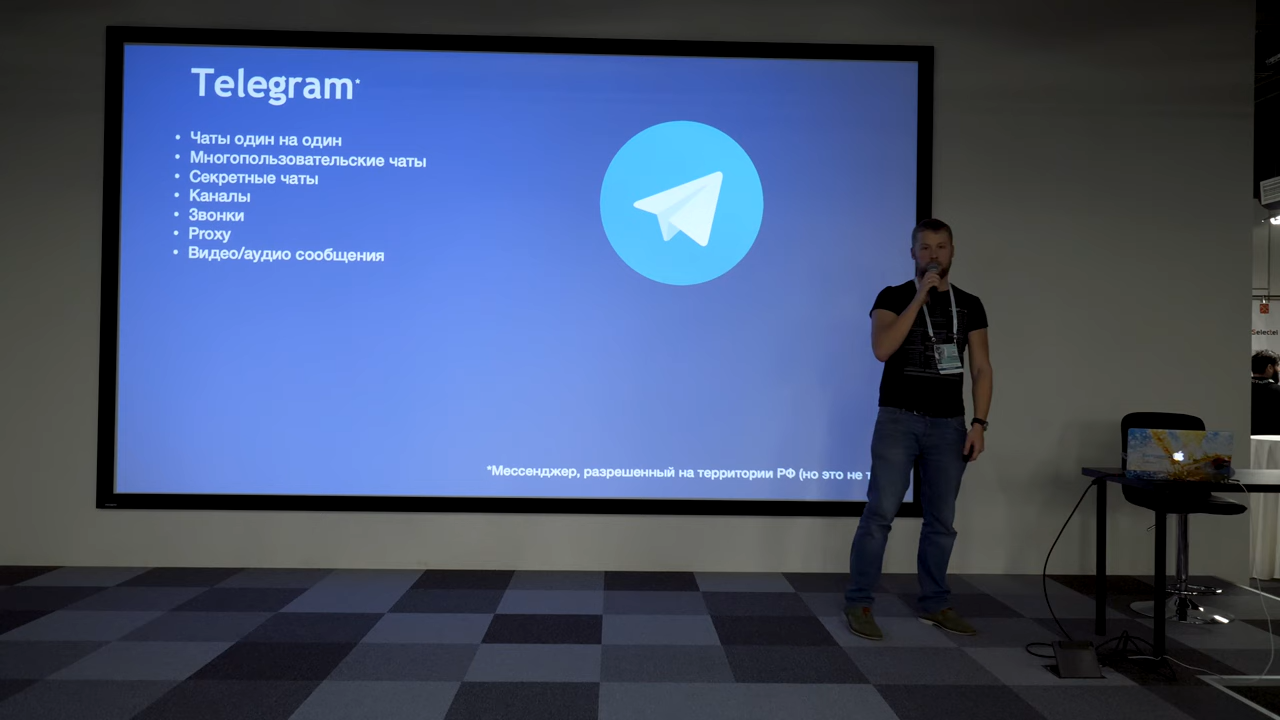 Telegram*
• Чаты один на один
• Многопользовательские чаты
• Секретные чаты
• Каналы
• Звонки
• Proxy
• Видео/аудио сообщения
*Мессенджер, разрешенный на территории РФ (но это не
Selectel